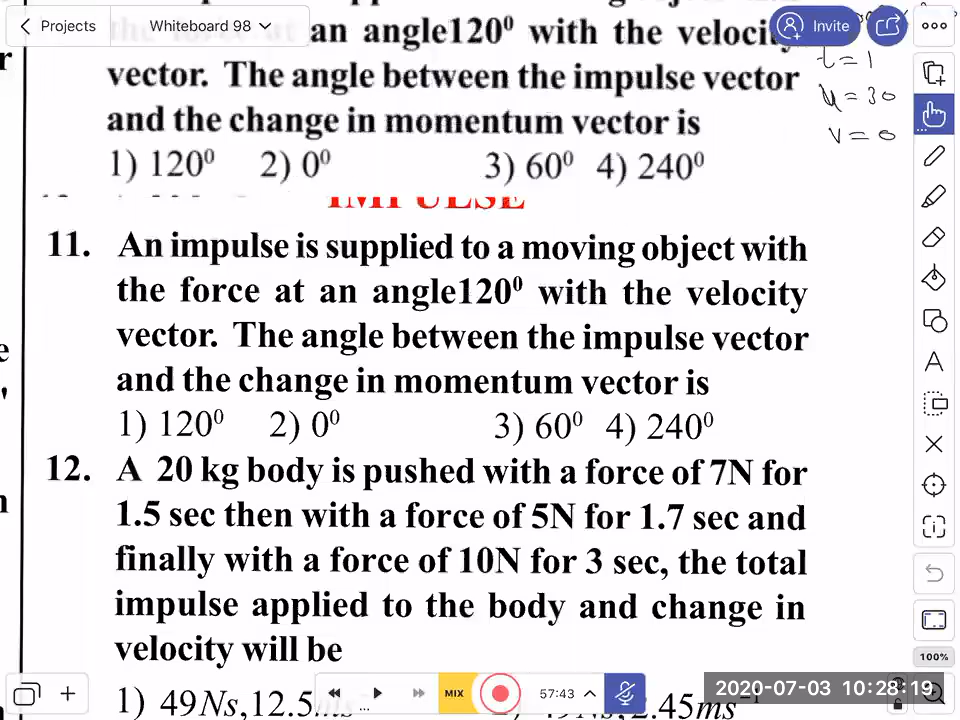 Projects
Whiteboard 98
Invite
an angle120⁰ with the velocity
t = 1
vector. The angle between the impulse vector
u = 30
and the change in momentum vector is
v = 0
1) 120⁰ 2) 0⁰ 3) 60⁰ 4) 240⁰
IMPULSE
11. An impulse is supplied to a moving object with
the force at an angle120⁰ with the velocity
vector. The angle between the impulse vector
and the change in momentum vector is
1) 120⁰ 2) 0⁰ 3) 60⁰ 4) 240⁰
12. A 20 kg body is pushed with a force of 7N for
1.5 sec then with a force of 5N for 1.7 sec and
finally with a force of 10N for 3 sec, the total
impulse applied to the body and change in
velocity will be
100%
MIX
57:43
2020-07-03 10:28:19
1) 49Ns,12.5ms 2.45ms⁻¹